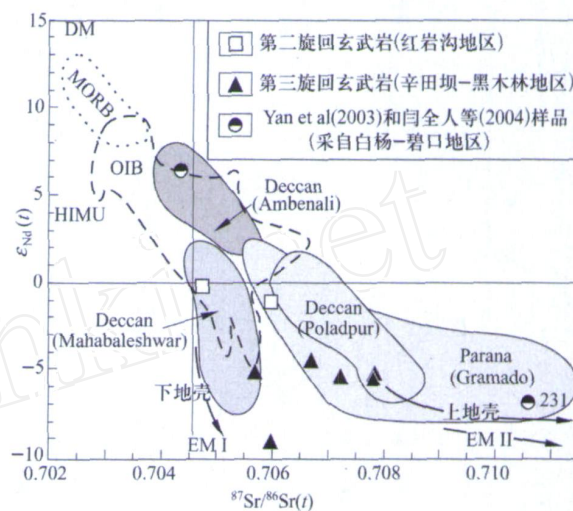 15
10
5
0
-5
-10
ε_Nd(t)
DM
MORB
OIB
HIMU
第二旋回玄武岩(红岩沟地区)
第三旋回玄武岩(辛田坝-黑木林地区)
Yan et al(2003)和闫全人等(2004)样品
(采自白杨-碧口地区)
Deccan
(Ambenali)
Deccan
(Mahabaleshwar)
Deccan
(Poladpur)
Parana
(Gramado)
231
下地壳
上地壳
EM I
EM II
0.702
0.704
0.706
0.708
0.710
⁸⁷Sr/⁸⁶Sr(t)